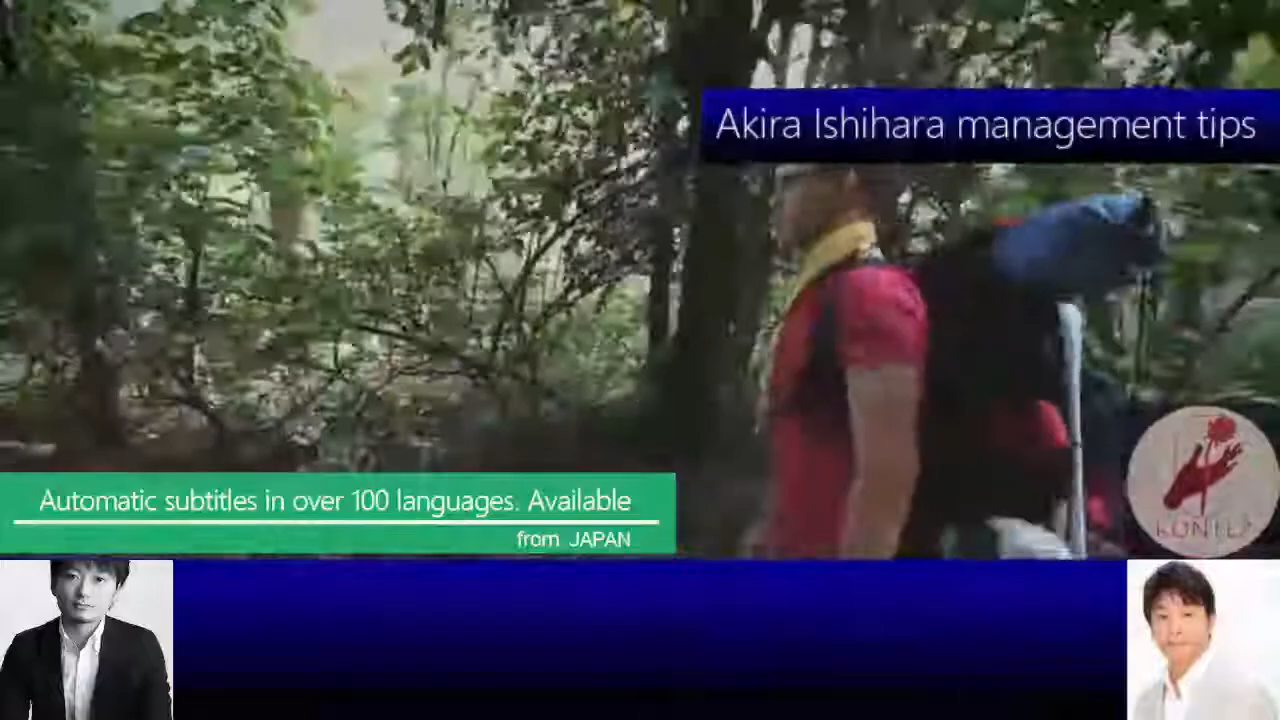 Akira Ishihara management tips
Automatic subtitles in over 100 languages. Available
from JAPAN